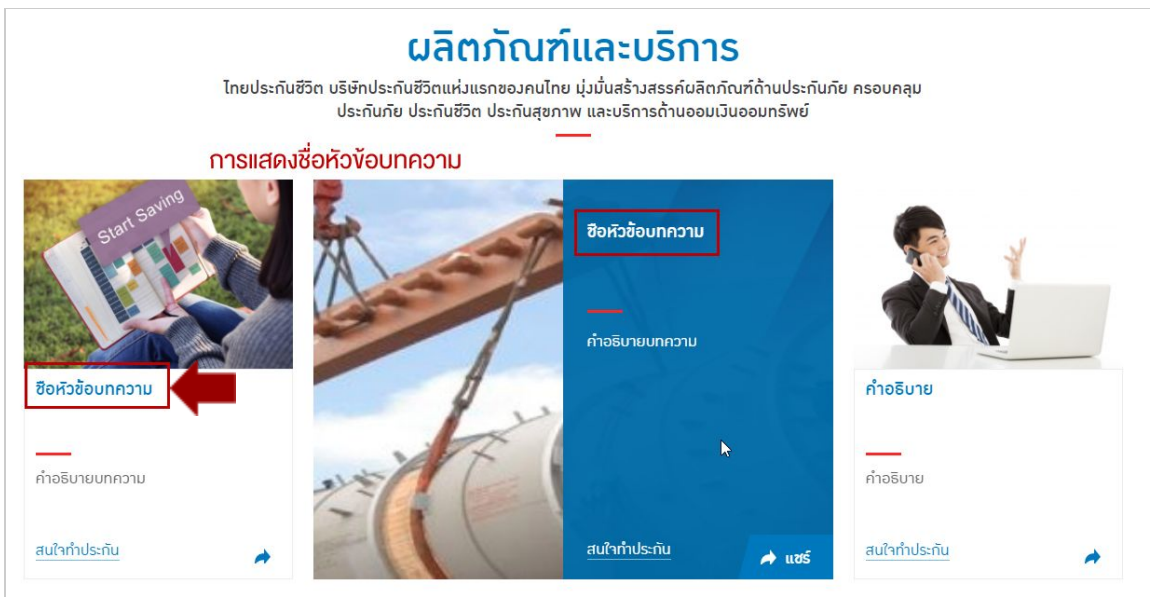 ผลิตภัณฑ์และบริการ
ไทยประกันชีวิต บริษัทประกันชีวิตแห่งแรกของคนไทย มุ่งมั่นสร้างสรรค์ผลิตภัณฑ์ด้านประกันภัย ครอบคลุม
ประกันภัย ประกันชีวิต ประกันสุขภาพ และบริการด้านออมเงินออมทรัพย์
การแสดงชื่อหัวข้อบทความ
Start Saving
ชือหัวข้อบทความ
คำอธิบายบทความ
สนใจทำประกัน
ชือหัวข้อบทความ
คำอธิบายบทความ
สนใจทำประกัน
แชร์
คำอธิบาย
คำอธิบาย
สนใจทำประกัน